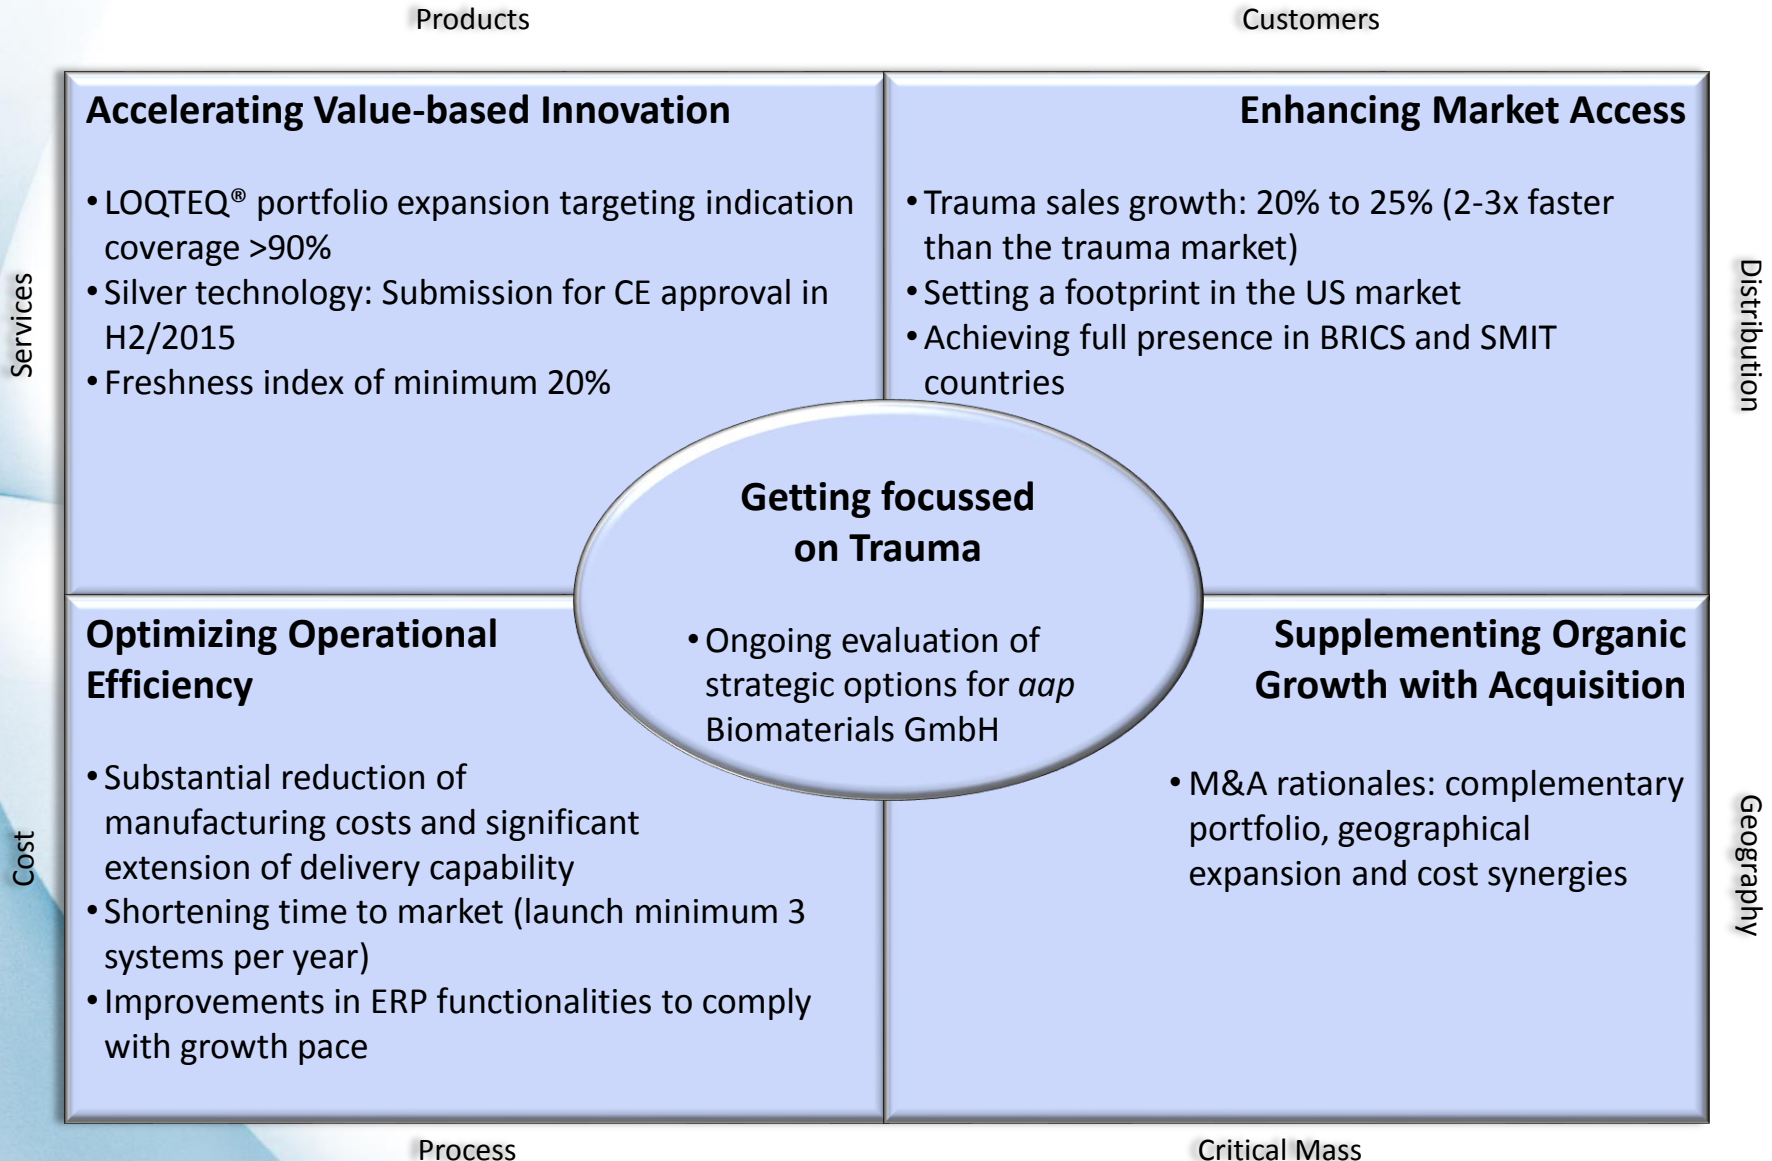 Products
Customers
Services
Accelerating Value-based Innovation
• LOQTEQ® portfolio expansion targeting indication
coverage >90%
• Silver technology: Submission for CE approval in
H2/2015
• Freshness index of minimum 20%
Enhancing Market Access
• Trauma sales growth: 20% to 25% (2-3x faster
than the trauma market)
• Setting a footprint in the US market
• Achieving full presence in BRICS and SMIT
countries
Distribution
Getting focussed
on Trauma
• Ongoing evaluation of
strategic options for aap
Biomaterials GmbH
Cost
Optimizing Operational
Efficiency
• Substantial reduction of
manufacturing costs and significant
extension of delivery capability
• Shortening time to market (launch minimum 3
systems per year)
• Improvements in ERP functionalities to comply
with growth pace
Supplementing Organic
Growth with Acquisition
• M&A rationales: complementary
portfolio, geographical
expansion and cost synergies
Geography
Process
Critical Mass